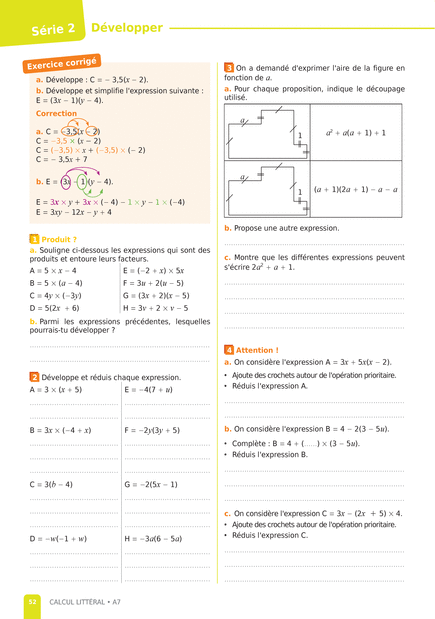 Série 2
Développer
Exercice corrigé
a. Développe : C = − 3,5(x − 2).
b. Développe et simplifie l'expression suivante :
E = (3x − 1)(y − 4).
Correction
a. C = −3,5(x − 2)
C = −3,5 × (x − 2)
C = (−3,5) × x + (−3,5) × (− 2)
C = − 3,5x + 7
b. E = (3x − 1)(y − 4).
E = 3x × y + 3x × (− 4) − 1 × y − 1 × (−4)
E = 3xy − 12x − y + 4
1 Produit ?
a. Souligne ci-dessous les expressions qui sont des
produits et entoure leurs facteurs.
A = 5 × x − 4
B = 5 × (a − 4)
C = 4y × (−3y)
D = 5(2x + 6)
E = (−2 + x) × 5x
F = 3u + 2(u − 5)
G = (3x + 2)(x − 5)
H = 3v + 2 × v − 5
b. Parmi les expressions précédentes, lesquelles
pourrais-tu développer ?
2 Développe et réduis chaque expression.
A = 3 × (x + 5)
B = 3x × (−4 + x)
C = 3(b − 4)
D = −w(−1 + w)
E = −4(7 + u)
F = −2y(3y + 5)
G = −2(5x − 1)
H = −3a(6 − 5a)
3 On a demandé d'exprimer l'aire de la figure en
fonction de a.
a. Pour chaque proposition, indique le découpage
utilisé.
a
1
a² + a(a + 1) + 1
a
1
(a + 1)(2a + 1) − a − a
b. Propose une autre expression.
c. Montre que les différentes expressions peuvent
s'écrire 2a² + a + 1.
4 Attention !
a. On considère l'expression A = 3x + 5x(x − 2).
• Ajoute des crochets autour de l'opération prioritaire.
• Réduis l'expression A.
b. On considère l'expression B = 4 − 2(3 − 5u).
• Complète : B = 4 + (......) × (3 − 5u).
• Réduis l'expression B.
c. On considère l'expression C = 3x − (2x + 5) × 4.
• Ajoute des crochets autour de l'opération prioritaire.
• Réduis l'expression C.
52 CALCUL LITTÉRAL • A7